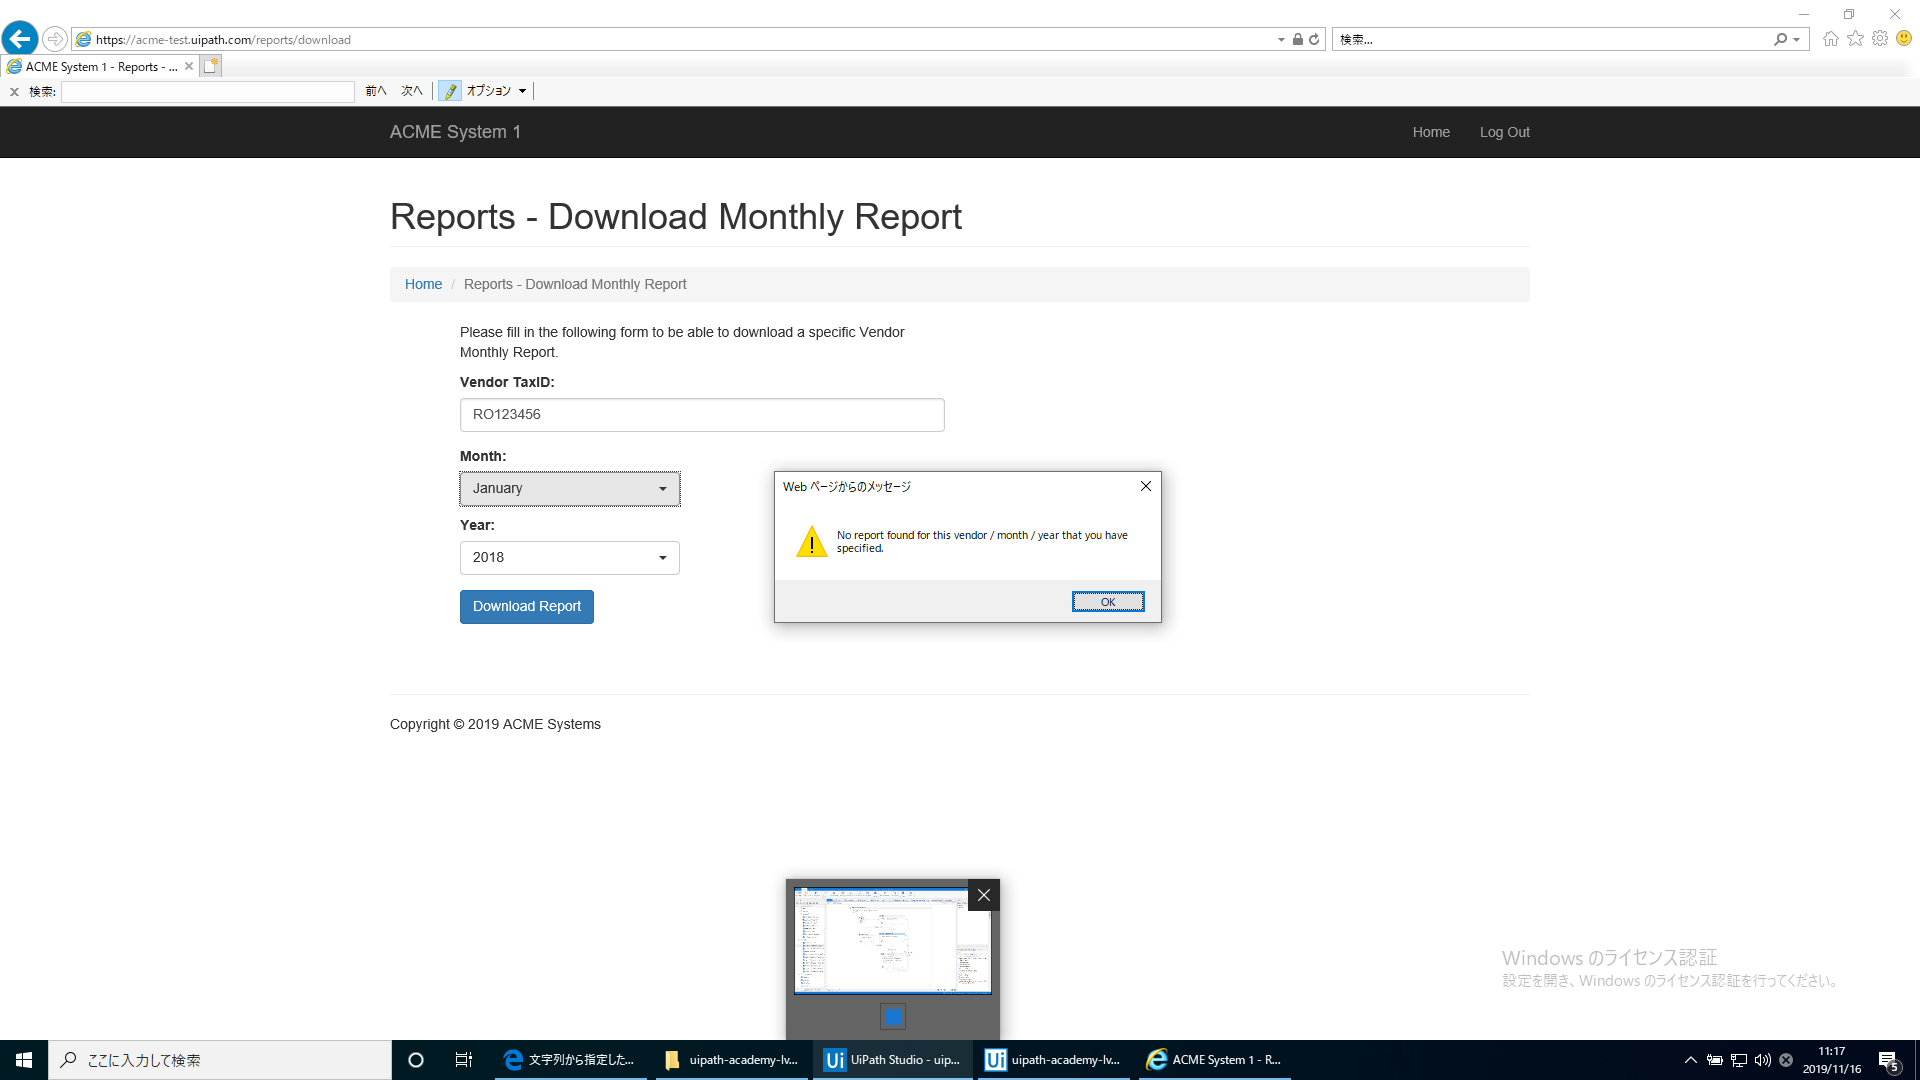 https://acme-test.uipath.com/reports/download
検索...
ACME System 1 - Reports - ...
検索:
前へ 次へ オプション
ACME System 1
Home
Log Out
Reports - Download Monthly Report
Home / Reports - Download Monthly Report
Please fill in the following form to be able to download a specific Vendor
Monthly Report.
Vendor TaxID:
RO123456
Month:
January
Year:
2018
Download Report
Web ページからのメッセージ
No report found for this vendor / month / year that you have
specified.
OK
Copyright © 2019 ACME Systems
Windows のライセンス認証
設定を開き、Windows のライセンス認証を行ってください。
ここに入力して検索
文字列から指定した...
uipath-academy-lv...
UiPath Studio - uip...
uipath-academy-lv...
ACME System 1 - R...
11:17
2019/11/16
5